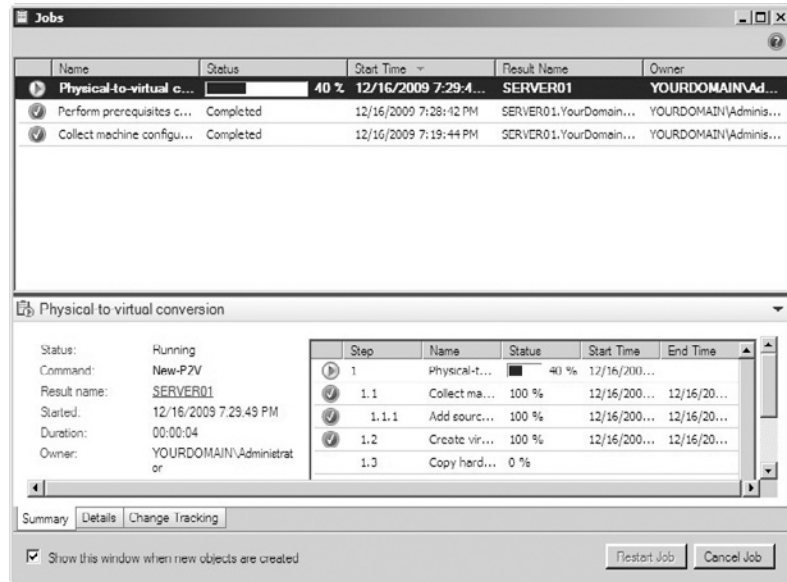 Jobs
Name Status Start Time Result Name Owner
Physical-to-virtual c... 40 % 12/16/2009 7:29:4... SERVER01 YOURDOMAIN\Ad...
Perform prerequisites c... Completed 12/16/2009 7:28:42 PM SERVER01.YourDomain... YOURDOMAIN\Adminis...
Collect machine configu... Completed 12/16/2009 7:19:44 PM SERVER01.YourDomain... YOURDOMAIN\Adminis...
Physical-to-virtual conversion
Status: Running
Command: New-P2V
Result name: SERVER01
Started: 12/16/2009 7:29:49 PM
Duration: 00:00:04
Owner: YOURDOMAIN\Administrat
or
Step Name Status Start Time End Time
1 Physical-t... 40 % 12/16/200...
1.1 Collect ma... 100 % 12/16/200... 12/16/20...
1.1.1 Add sourc... 100 % 12/16/200... 12/16/20...
1.2 Create vir... 100 % 12/16/200... 12/16/20...
1.3 Copy hard... 0 %
Summary Details Change Tracking
Show this window when new objects are created
Restart Job Cancel Job